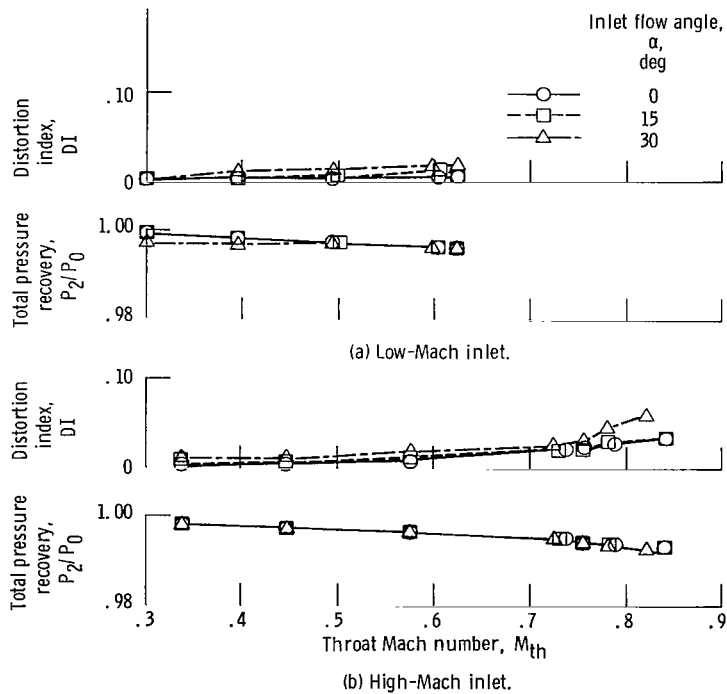 Inlet flow angle,
α,
deg
0
15
30
Distortion
index,
DI
.10
0
Total pressure
recovery,
P2/P0
1.00
.98
(a) Low-Mach inlet.
Distortion
index,
DI
.10
0
Total pressure
recovery,
P2/P0
1.00
.98
.3 .4 .5 .6 .7 .8 .9
Throat Mach number, Mth
(b) High-Mach inlet.